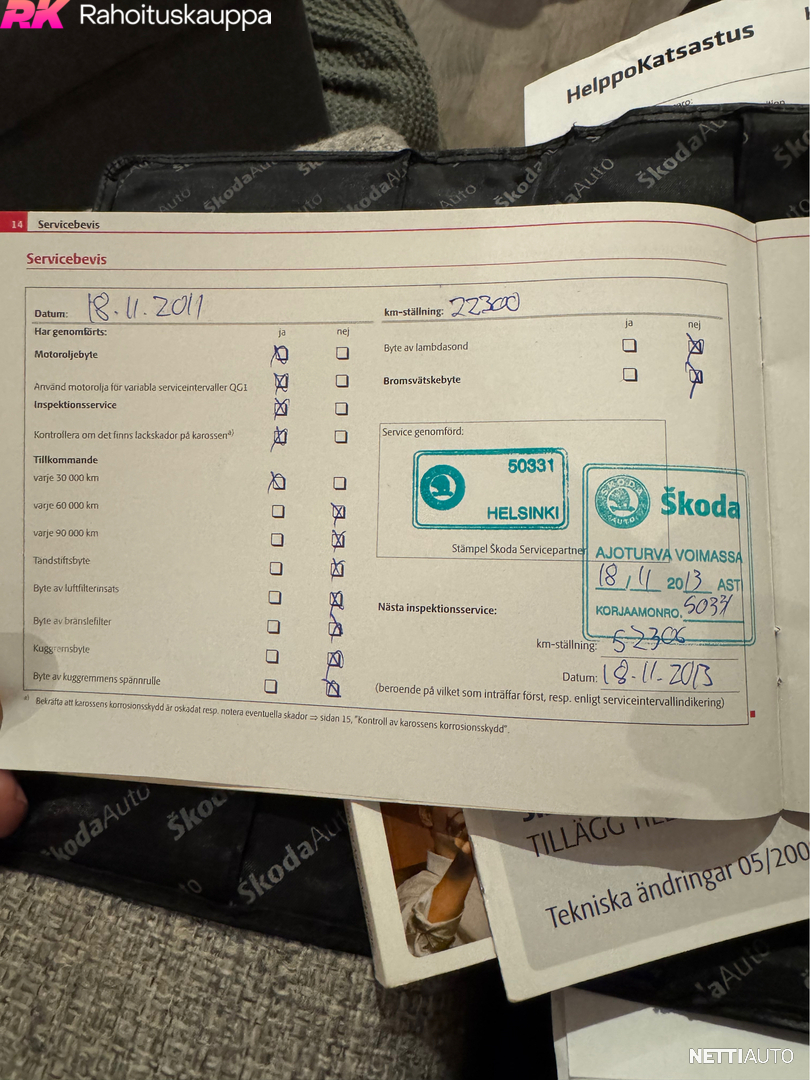 RK Rahoituskauppa
HelppoKatsastus
ŠkodaAuto
14 Servicebevis
Servicebevis
Datum: 18.11.2011
Har genomförts: ja nej
Motoroljebyte
Använd motorolja för variabla serviceintervaller QG1
Inspektionsservice
Kontrollera om det finns lackskador på karossen a)
Tillkommande
varje 30 000 km
varje 60 000 km
varje 90 000 km
Tändstiftsbyte
Byte av luftfilterinsats
Byte av bränslefilter
Kuggremsbyte
Byte av kuggremmens spännrulle
km-ställning: 22300
ja nej
Byte av lambdasond
Bromsvätskebyte
Service genomförd:
50331
HELSINKI
Stämpel Škoda Servicepartner
ŠKODA
AUTO
Škoda
AJOTURVA VOIMASSA
18/11 2013 ASTI
KORJAAMONRO.
Nästa inspektionsservice:
km-ställning:
Datum: 18.11.2013
(beroende på vilket som inträffar först, resp. enligt serviceintervallindikering)
a) Bekräfta att karossens korrosionsskydd är oskadat resp. notera eventuella skador ⇒ sidan 15, "Kontroll av karossens korrosionsskydd".
ŠkodaAuto
ŠkodaAuto
TILLÄGG
Tekniska ändringar 05/200
NETTIAUTO